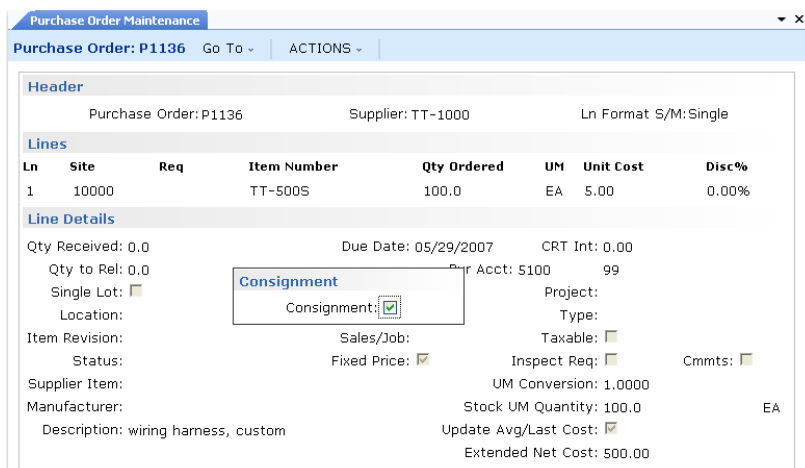 Purchase Order Maintenance
Purchase Order: P1136 Go To ACTIONS
Header
Purchase Order: P1136 Supplier: TT-1000 Ln Format S/M: Single
Lines
Ln Site Req Item Number Qty Ordered UM Unit Cost Disc%
1 10000 TT-500S 100.0 EA 5.00 0.00%
Line Details
Qty Received: 0.0 Due Date: 05/29/2007 CRT Int: 0.00
Qty to Rel: 0.0 Acct: 5100 99
Consignment
Single Lot: Project:
Consignment:
Location: Type:
Item Revision: Sales/Job: Taxable:
Status: Fixed Price: Inspect Req: Cmmts:
Supplier Item: UM Conversion: 1.0000
Manufacturer: Stock UM Quantity: 100.0 EA
Description: wiring harness, custom Update Avg/Last Cost:
Extended Net Cost: 500.00